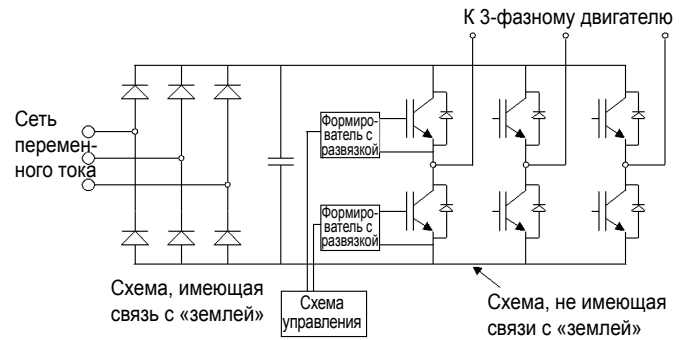 К 3-фазному двигателю
Сеть
перемен-
ного тока
Формиро-
ватель с
развязкой
Формиро-
ватель с
развязкой
Схема, имеющая
связь с «землей»
Схема
управления
Схема, не имеющая
связи с «землей»